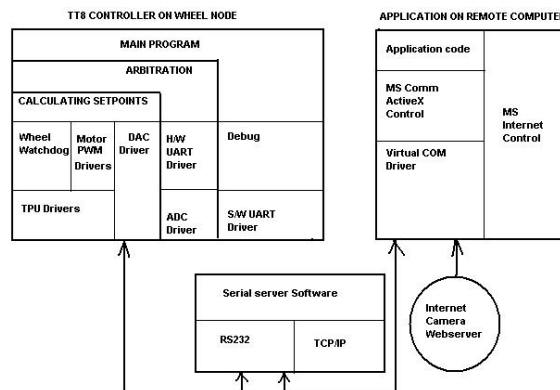 TT8 CONTROLLER ON WHEEL NODE
MAIN PROGRAM
ARBITRATION
CALCULATING SETPOINTS
Wheel
Watchdog
Motor
PWM
Drivers
DAC
Driver
H/W
UART
Driver
Debug
TPU Drivers
ADC
Driver
S/W UART
Driver
APPLICATION ON REMOTE COMPUTER
Application code
MS Comm
ActiveX
Control
MS
Internet
Control
Virtual COM
Driver
Serial server Software
RS232
TCP/IP
Internet
Camera
Webserver